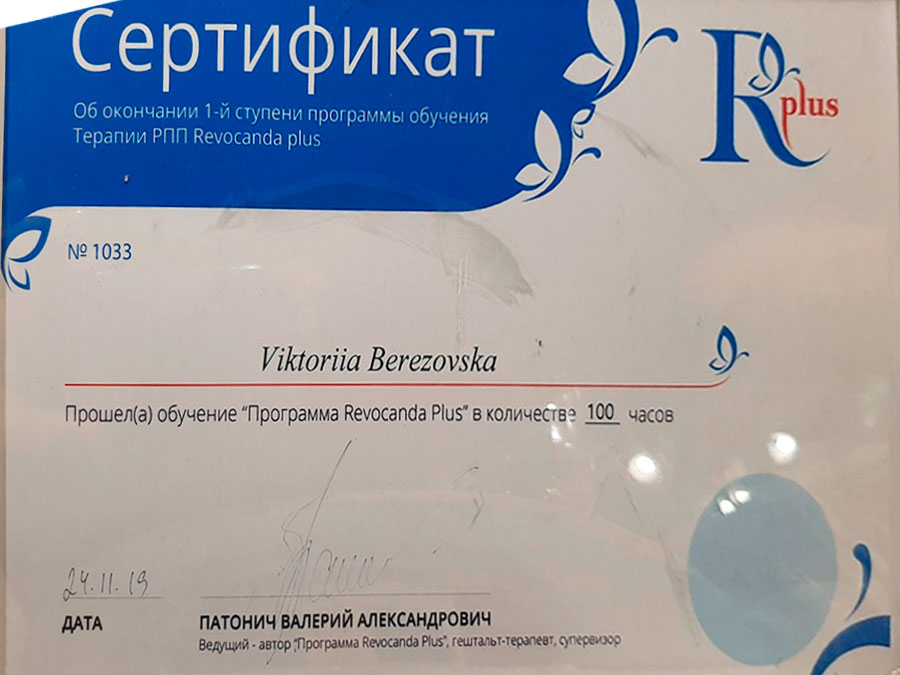 Сертификат
Об окончании 1-й ступени программы обучения
Терапии РПП Revocanda plus
R plus
№ 1033
Viktoriia Berezovska
Прошел(а) обучение “Программа Revocanda Plus” в количестве 100 часов
24.11.19
ДАТА
ПАТОНИЧ ВАЛЕРИЙ АЛЕКСАНДРОВИЧ
Ведущий - автор “Программа Revocanda Plus”, гештальт-терапевт, супервизор